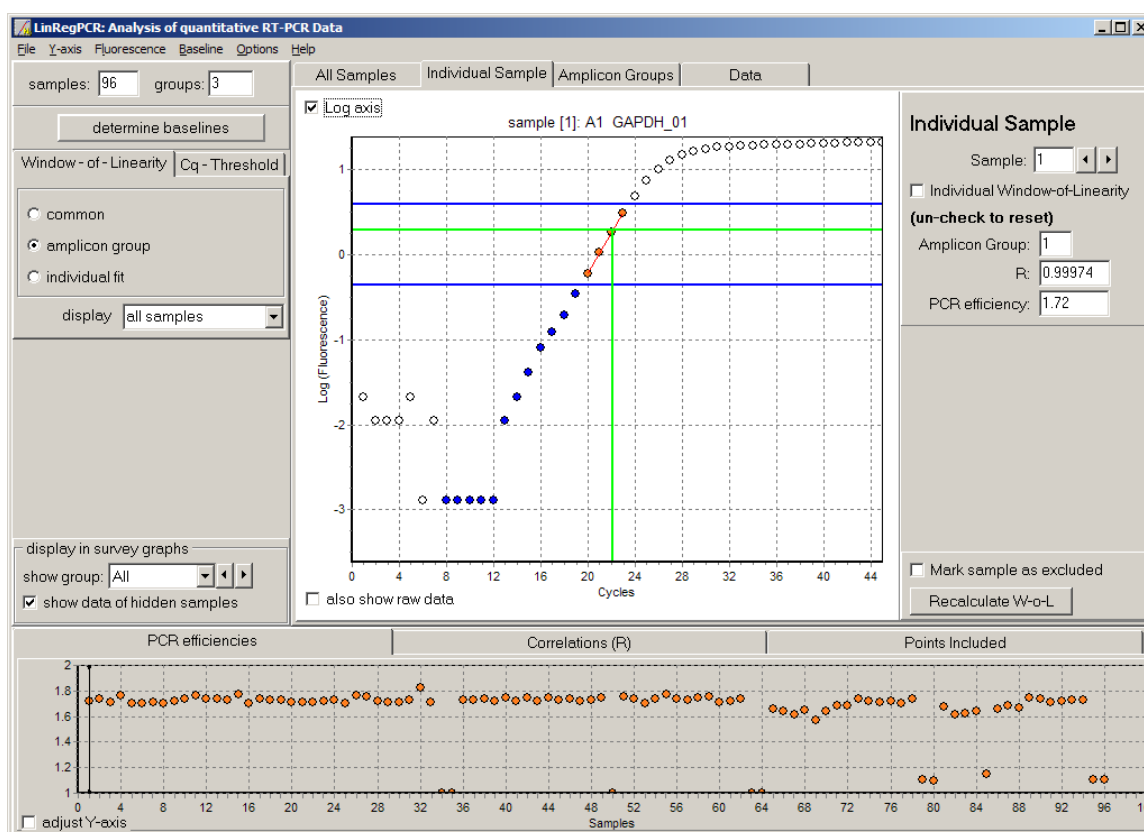 LinRegPCR: Analysis of quantitative RT-PCR Data
File Y-axis Fluorescence Baseline Options Help
samples: 96 groups: 3
determine baselines
Window - of - Linearity Cq - Threshold
common
amplicon group
individual fit
display all samples
display in survey graphs
show group: All
show data of hidden samples
All Samples Individual Sample Amplicon Groups Data
Log axis
sample [1]: A1 GAPDH_01
Log (Fluorescence)
1
0
-1
-2
-3
0 4 8 12 16 20 24 28 32 36 40 44
Cycles
also show raw data
Individual Sample
Sample: 1
Individual Window-of-Linearity
(un-check to reset)
Amplicon Group: 1
R: 0.99974
PCR efficiency: 1.72
Mark sample as excluded
Recalculate W-o-L
PCR efficiencies Correlations (R) Points Included
2
1.8
1.6
1.4
1.2
1
0 4 8 12 16 20 24 28 32 36 40 44 48 52 56 60 64 68 72 76 80 84 88 92 96
Samples
adjust Y-axis